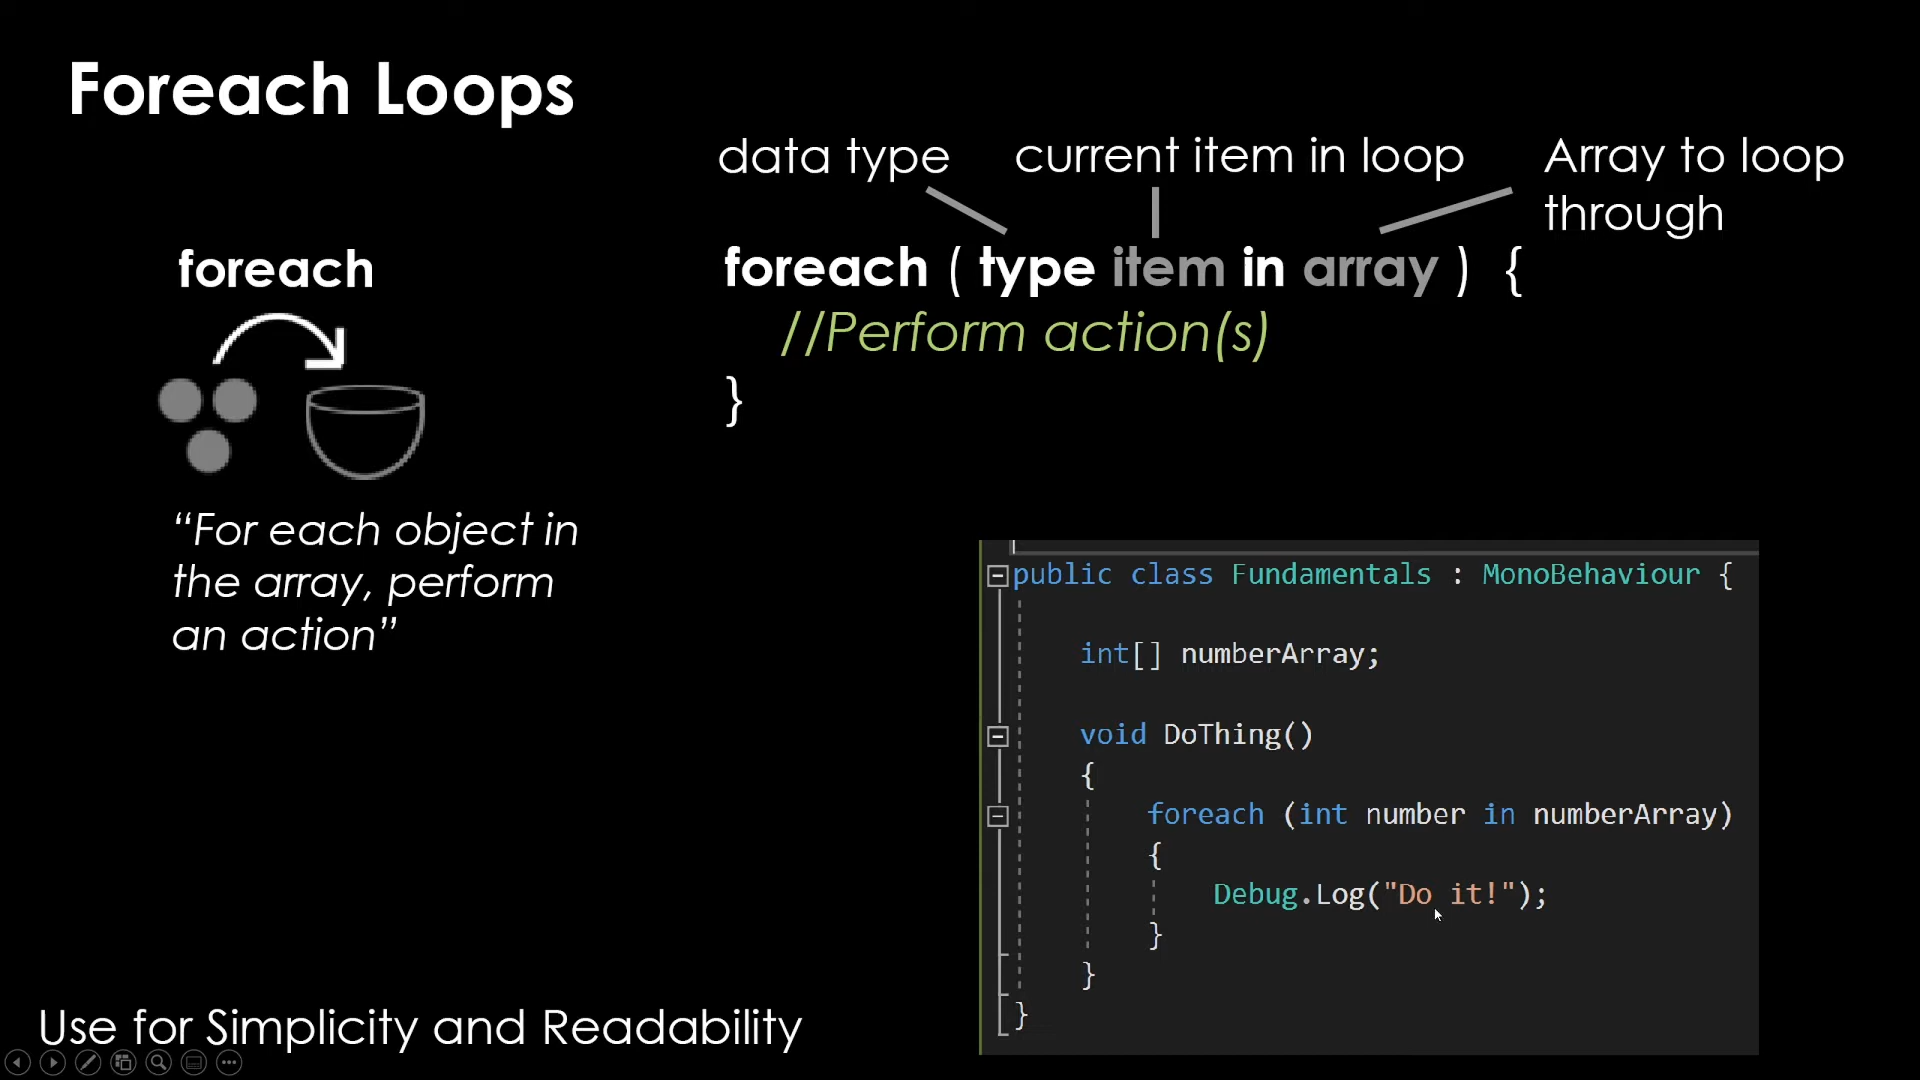 Foreach Loops
data type
current item in loop
Array to loop
through
foreach
foreach ( type item in array ) {
//Perform action(s)
}
“For each object in
the array, perform
an action”
public class Fundamentals : MonoBehaviour {
int[] numberArray;
void DoThing()
{
foreach (int number in numberArray)
{
Debug.Log("Do it!");
}
}
}
Use for Simplicity and Readability